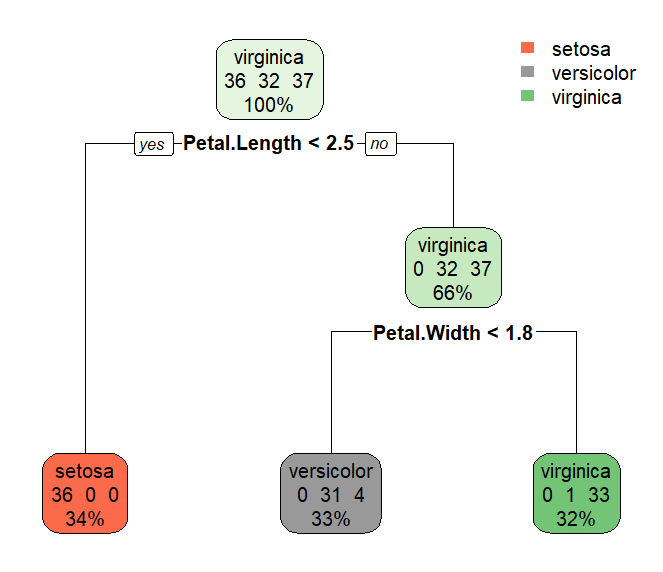 virginica
36 32 37
100%
setosa
versicolor
virginica
yes
Petal.Length < 2.5
no
virginica
0 32 37
66%
Petal.Width < 1.8
setosa
36 0 0
34%
versicolor
0 31 4
33%
virginica
0 1 33
32%